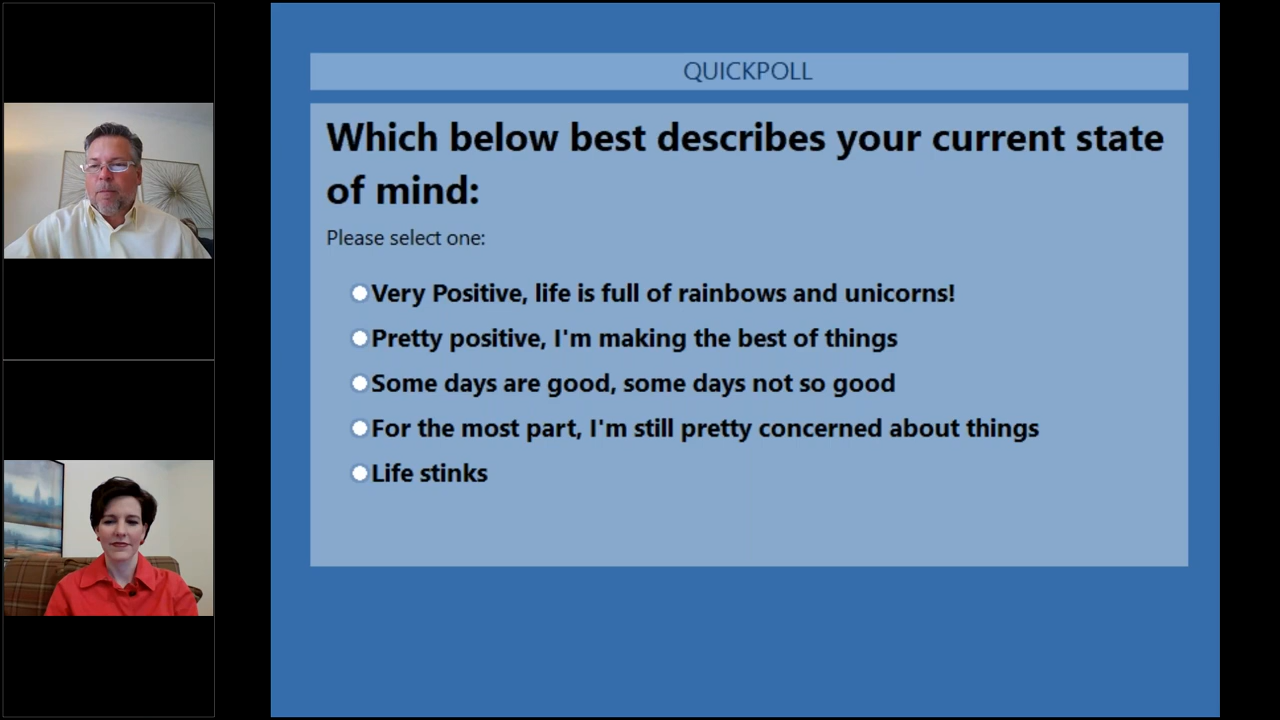 QUICKPOLL
Which below best describes your current state
of mind:
Please select one:
Very Positive, life is full of rainbows and unicorns!
Pretty positive, I'm making the best of things
Some days are good, some days not so good
For the most part, I'm still pretty concerned about things
Life stinks